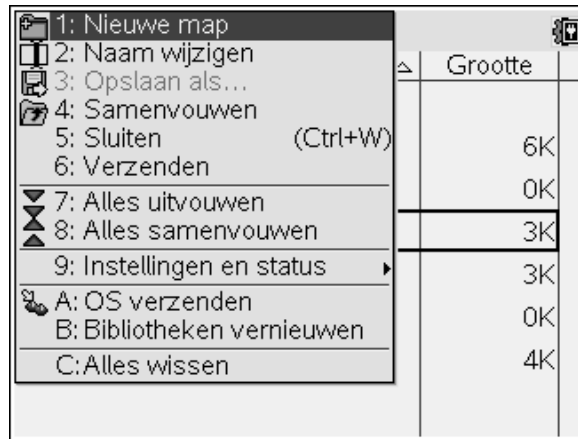 1: Nieuwe map
2: Naam wijzigen
3: Opslaan als...
4: Samenvouwen
5: Sluiten (Ctrl+W)
6: Verzenden
7: Alles uitvouwen
8: Alles samenvouwen
9: Instellingen en status
A: OS verzenden
B: Bibliotheken vernieuwen
C: Alles wissen
Grootte
6K
0K
3K
3K
0K
4K